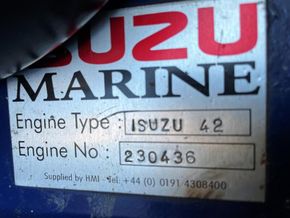 ISUZU
MARINE
Engine Type : ISUZU 42
Engine No : 230436
Supplied by HMI - Tel: +44 (0) 0191 4308400